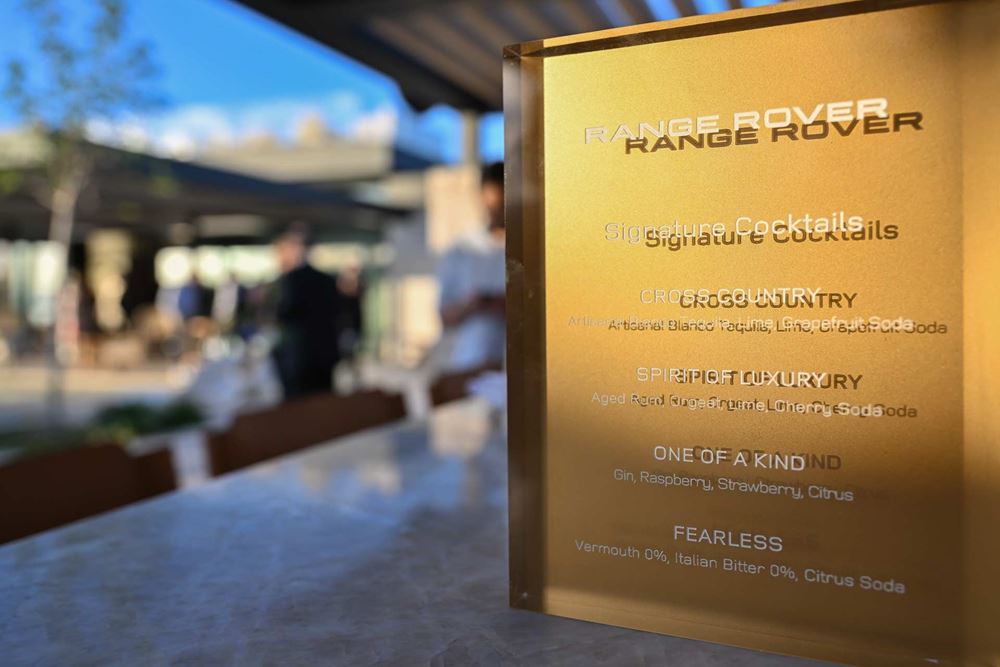 RANGE ROVER
Signature Cocktails
CROSS COUNTRY
Artisanal Blanco Tequila, Lime, Grapefruit Soda
SPIRIT OF LUXURY
Aged Rum, Orgeat, Lime, Cherry Soda
ONE OF A KIND
Gin, Raspberry, Strawberry, Citrus
FEARLESS
Vermouth 0%, Italian Bitter 0%, Citrus Soda